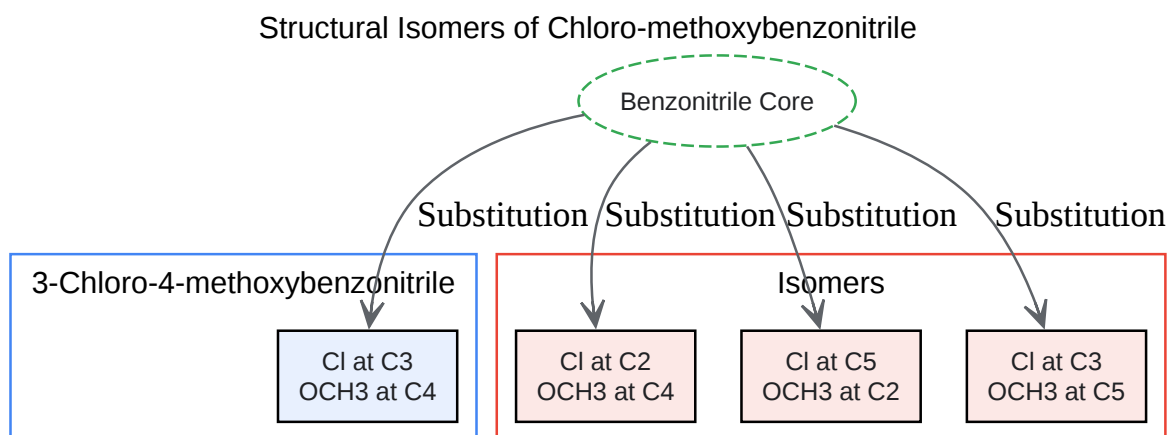 Structural Isomers of Chloro-methoxybenzonitrile
Benzonitrile Core
Substitution
Substitution
Substitution
Substitution
3-Chloro-4-methoxybenzonitrile
Isomers
Cl at C3
OCH3 at C4
Cl at C2
OCH3 at C4
Cl at C5
OCH3 at C2
Cl at C3
OCH3 at C5